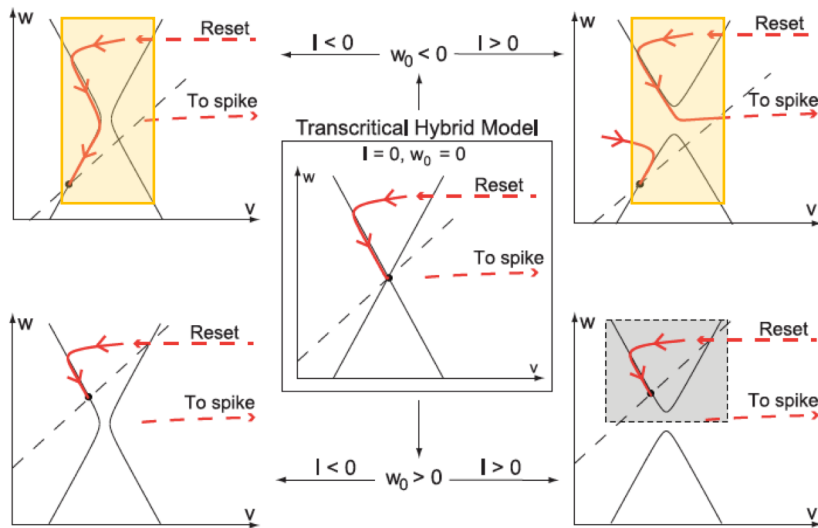 w
Reset
To spike
v
I < 0
w₀ < 0
I > 0
w
Reset
To spike
v
Transcritical Hybrid Model
I = 0, w₀ = 0
w
Reset
To spike
v
w
Reset
To spike
v
I < 0
w₀ > 0
I > 0
w
Reset
To spike
v